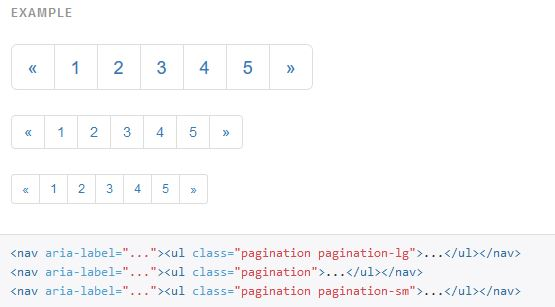 EXAMPLE
« 1 2 3 4 5 »
« 1 2 3 4 5 »
« 1 2 3 4 5 »
<nav aria-label="..."><ul class="pagination pagination-lg">...</ul></nav>
<nav aria-label="..."><ul class="pagination">...</ul></nav>
<nav aria-label="..."><ul class="pagination pagination-sm">...</ul></nav>